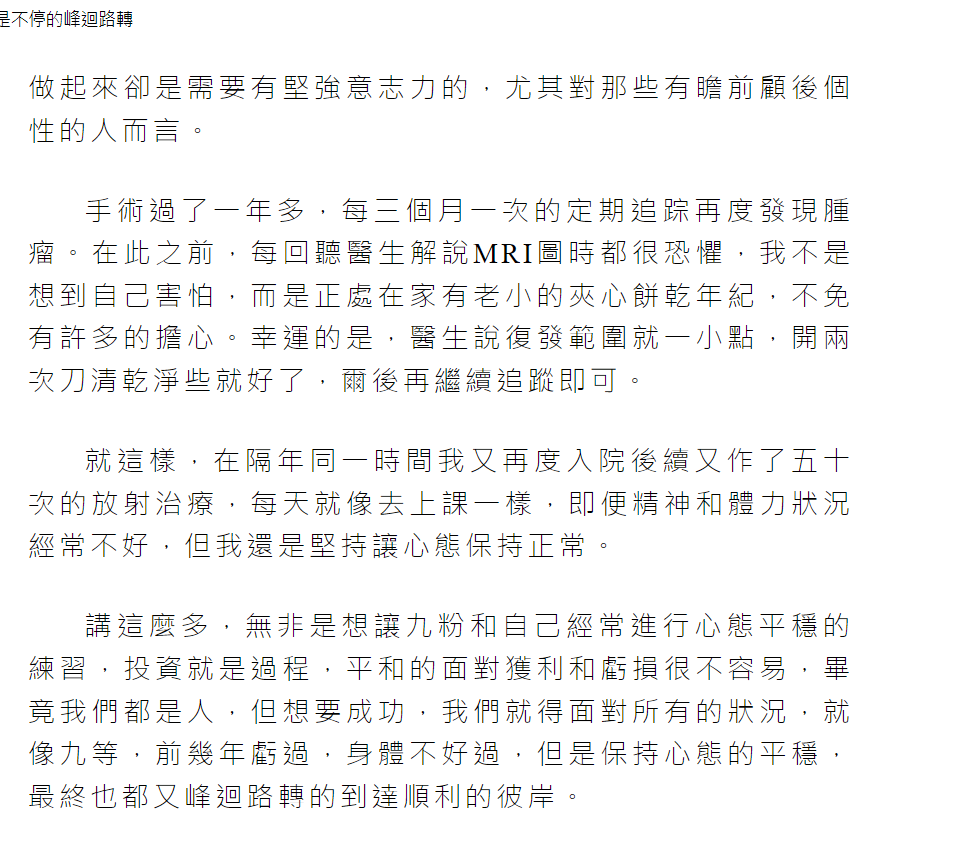 是不停的峰迴路轉
做起來卻是需要有堅強意志力的，尤其對那些有瞻前顧後個
性的人而言。
手術過了一年多，每三個月一次的定期追踪再度發現腫
瘤。在此之前，每回聽醫生解說MRI圖時都很恐懼，我不是
想到自己害怕，而是正處在家有老小的夾心餅乾年紀，不免
有許多的擔心。幸運的是，醫生說復發範圍就一小點，開兩
次刀清乾淨些就好了，爾後再繼續追蹤即可。
就這樣，在隔年同一時間我又再度入院後續又作了五十
次的放射治療，每天就像去上課一樣，即便精神和體力狀況
經常不好，但我還是堅持讓心態保持正常。
講這麼多，無非是想讓九粉和自己經常進行心態平穩的
練習，投資就是過程，平和的面對獲利和虧損很不容易，畢
竟我們都是人，但想要成功，我們就得面對所有的狀況，就
像九等，前幾年虧過，身體不好過，但是保持心態的平穩，
最終也都又峰迴路轉的到達順利的彼岸。